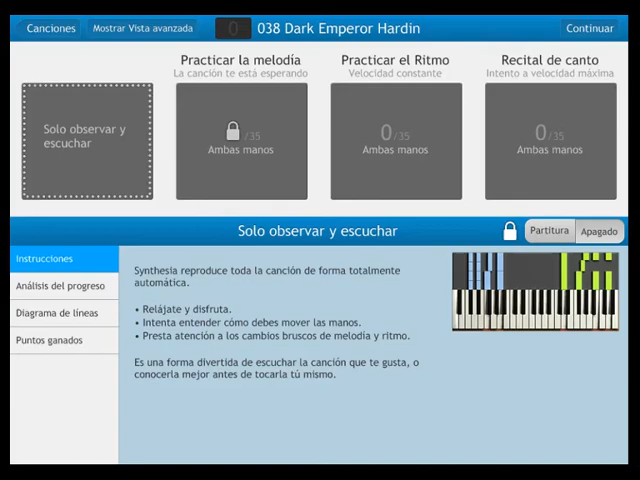 Canciones
Mostrar Vista avanzada
0
038 Dark Emperor Hardin
Continuar
Practicar la melodía
La canción te está esperando
Practicar el Ritmo
Velocidad constante
Recital de canto
Intento a velocidad máxima
Solo observar y
escuchar
/35
Ambas manos
0/35
Ambas manos
0/35
Ambas manos
Solo observar y escuchar
Partitura
Apagado
Instrucciones
Análisis del progreso
Diagrama de líneas
Puntos ganados
Synthesia reproduce toda la canción de forma totalmente
automática.
• Relájate y disfruta.
• Intenta entender cómo debes mover las manos.
• Presta atención a los cambios bruscos de melodía y ritmo.
Es una forma divertida de escuchar la canción que te gusta, o
conocerla mejor antes de tocarla tú mismo.